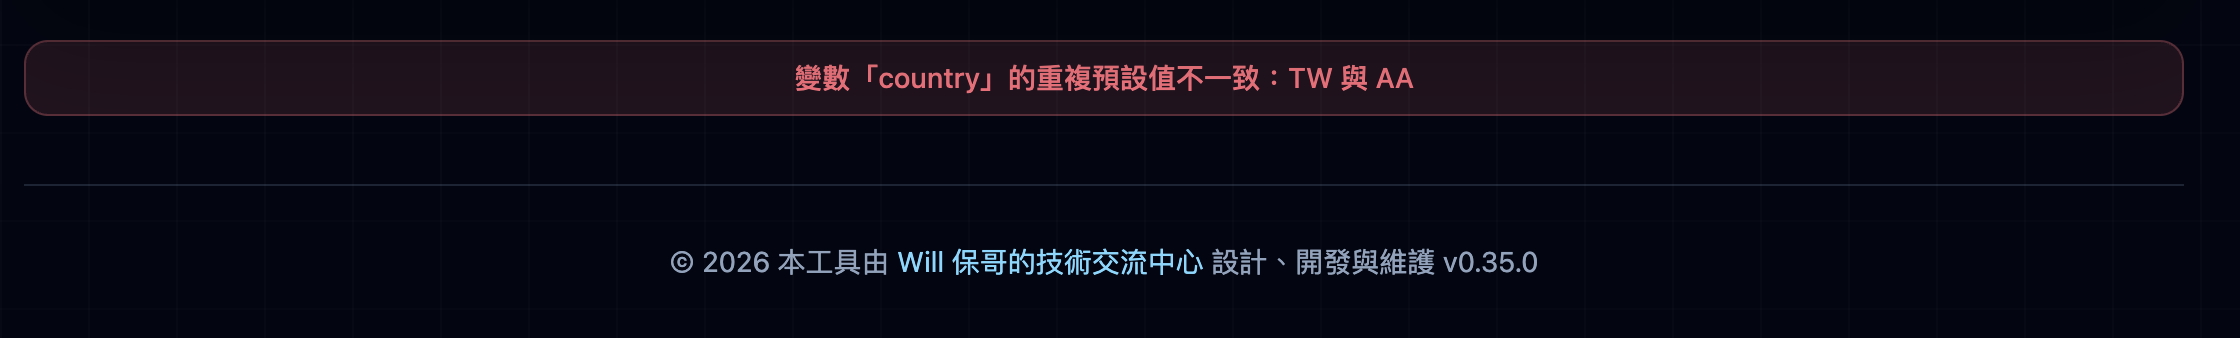 變數「country」的重複預設值不一致：TW 與 AA
© 2026 本工具由 Will 保哥的技術交流中心 設計、開發與維護 v0.35.0